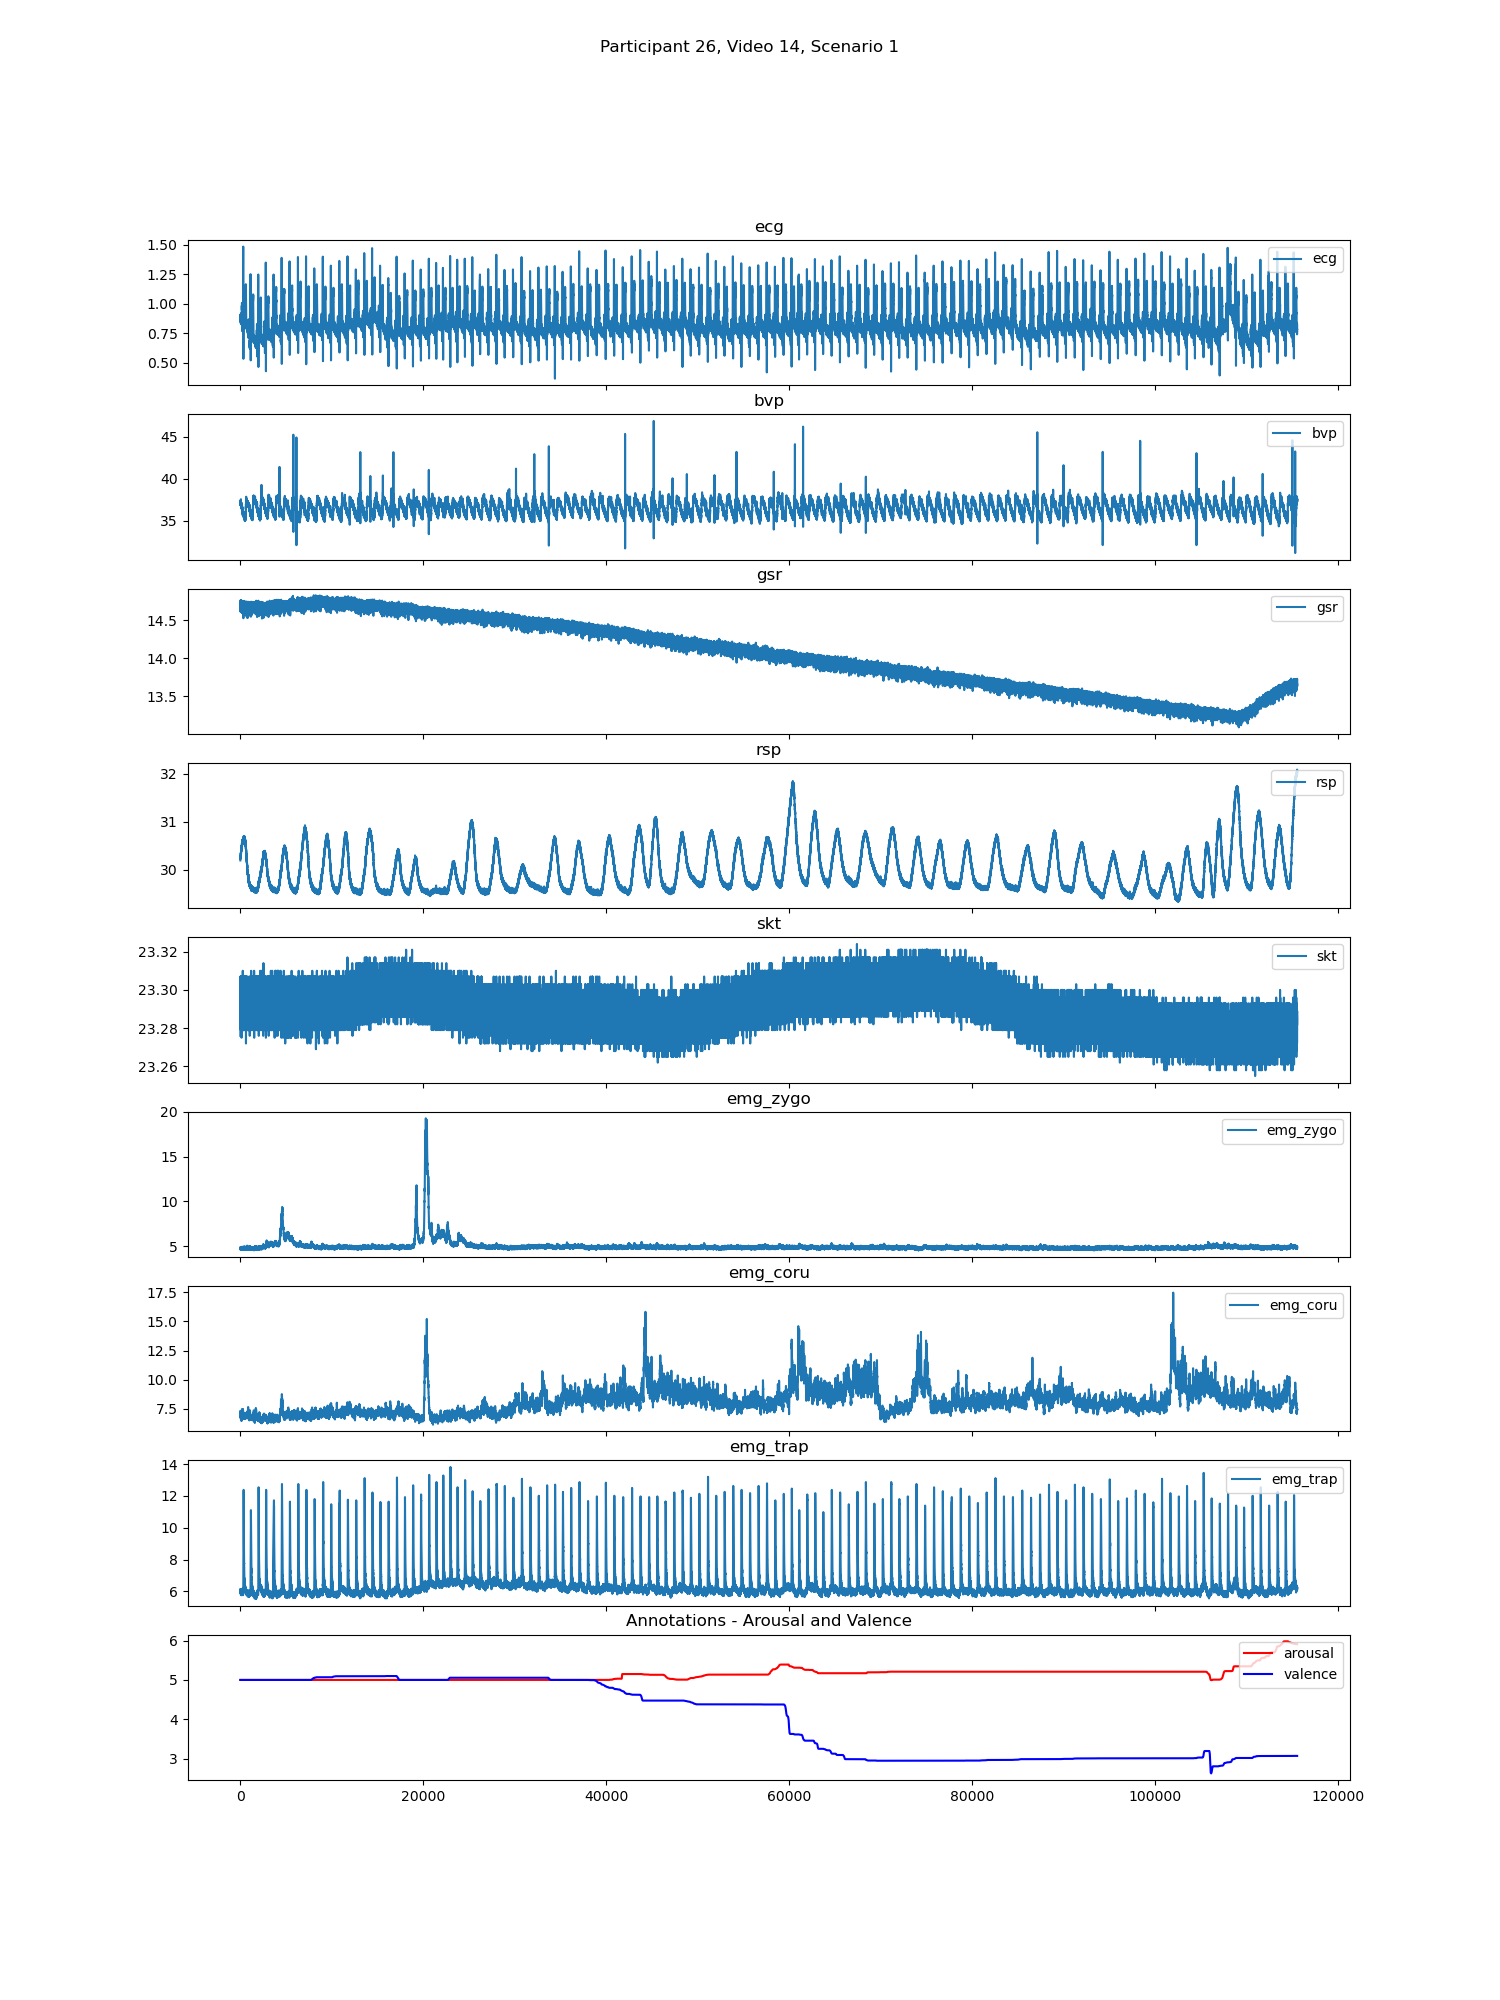 Participant 26, Video 14, Scenario 1
ecg
1.50
1.25
1.00
0.75
0.50
ecg
bvp
45
40
35
bvp
gsr
14.5
14.0
13.5
gsr
rsp
32
31
30
rsp
skt
23.32
23.30
23.28
23.26
skt
emg_zygo
20
15
10
5
emg_zygo
emg_coru
17.5
15.0
12.5
10.0
7.5
emg_coru
emg_trap
14
12
10
8
6
emg_trap
Annotations - Arousal and Valence
6
5
4
3
arousal
valence
0 20000 40000 60000 80000 100000 120000